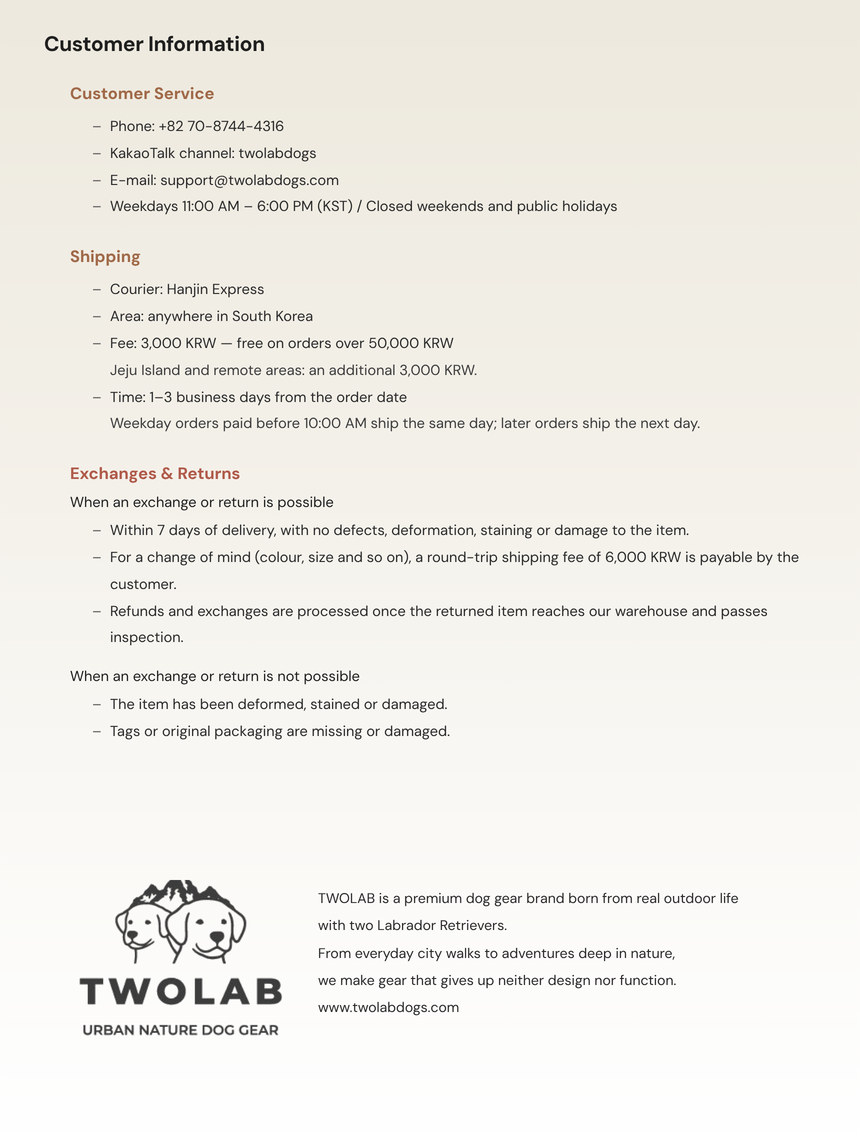 Customer Information
Customer Service
– Phone: +82 70-8744-4316
– KakaoTalk channel: twolabdogs
– E-mail: support@twolabdogs.com
– Weekdays 11:00 AM – 6:00 PM (KST) / Closed weekends and public holidays
Shipping
– Courier: Hanjin Express
– Area: anywhere in South Korea
– Fee: 3,000 KRW — free on orders over 50,000 KRW
Jeju Island and remote areas: an additional 3,000 KRW.
– Time: 1–3 business days from the order date
Weekday orders paid before 10:00 AM ship the same day; later orders ship the next day.
Exchanges & Returns
When an exchange or return is possible
– Within 7 days of delivery, with no defects, deformation, staining or damage to the item.
– For a change of mind (colour, size and so on), a round-trip shipping fee of 6,000 KRW is payable by the
customer.
– Refunds and exchanges are processed once the returned item reaches our warehouse and passes
inspection.
When an exchange or return is not possible
– The item has been deformed, stained or damaged.
– Tags or original packaging are missing or damaged.
TWOLAB
URBAN NATURE DOG GEAR
TWOLAB is a premium dog gear brand born from real outdoor life
with two Labrador Retrievers.
From everyday city walks to adventures deep in nature,
we make gear that gives up neither design nor function.
www.twolabdogs.com